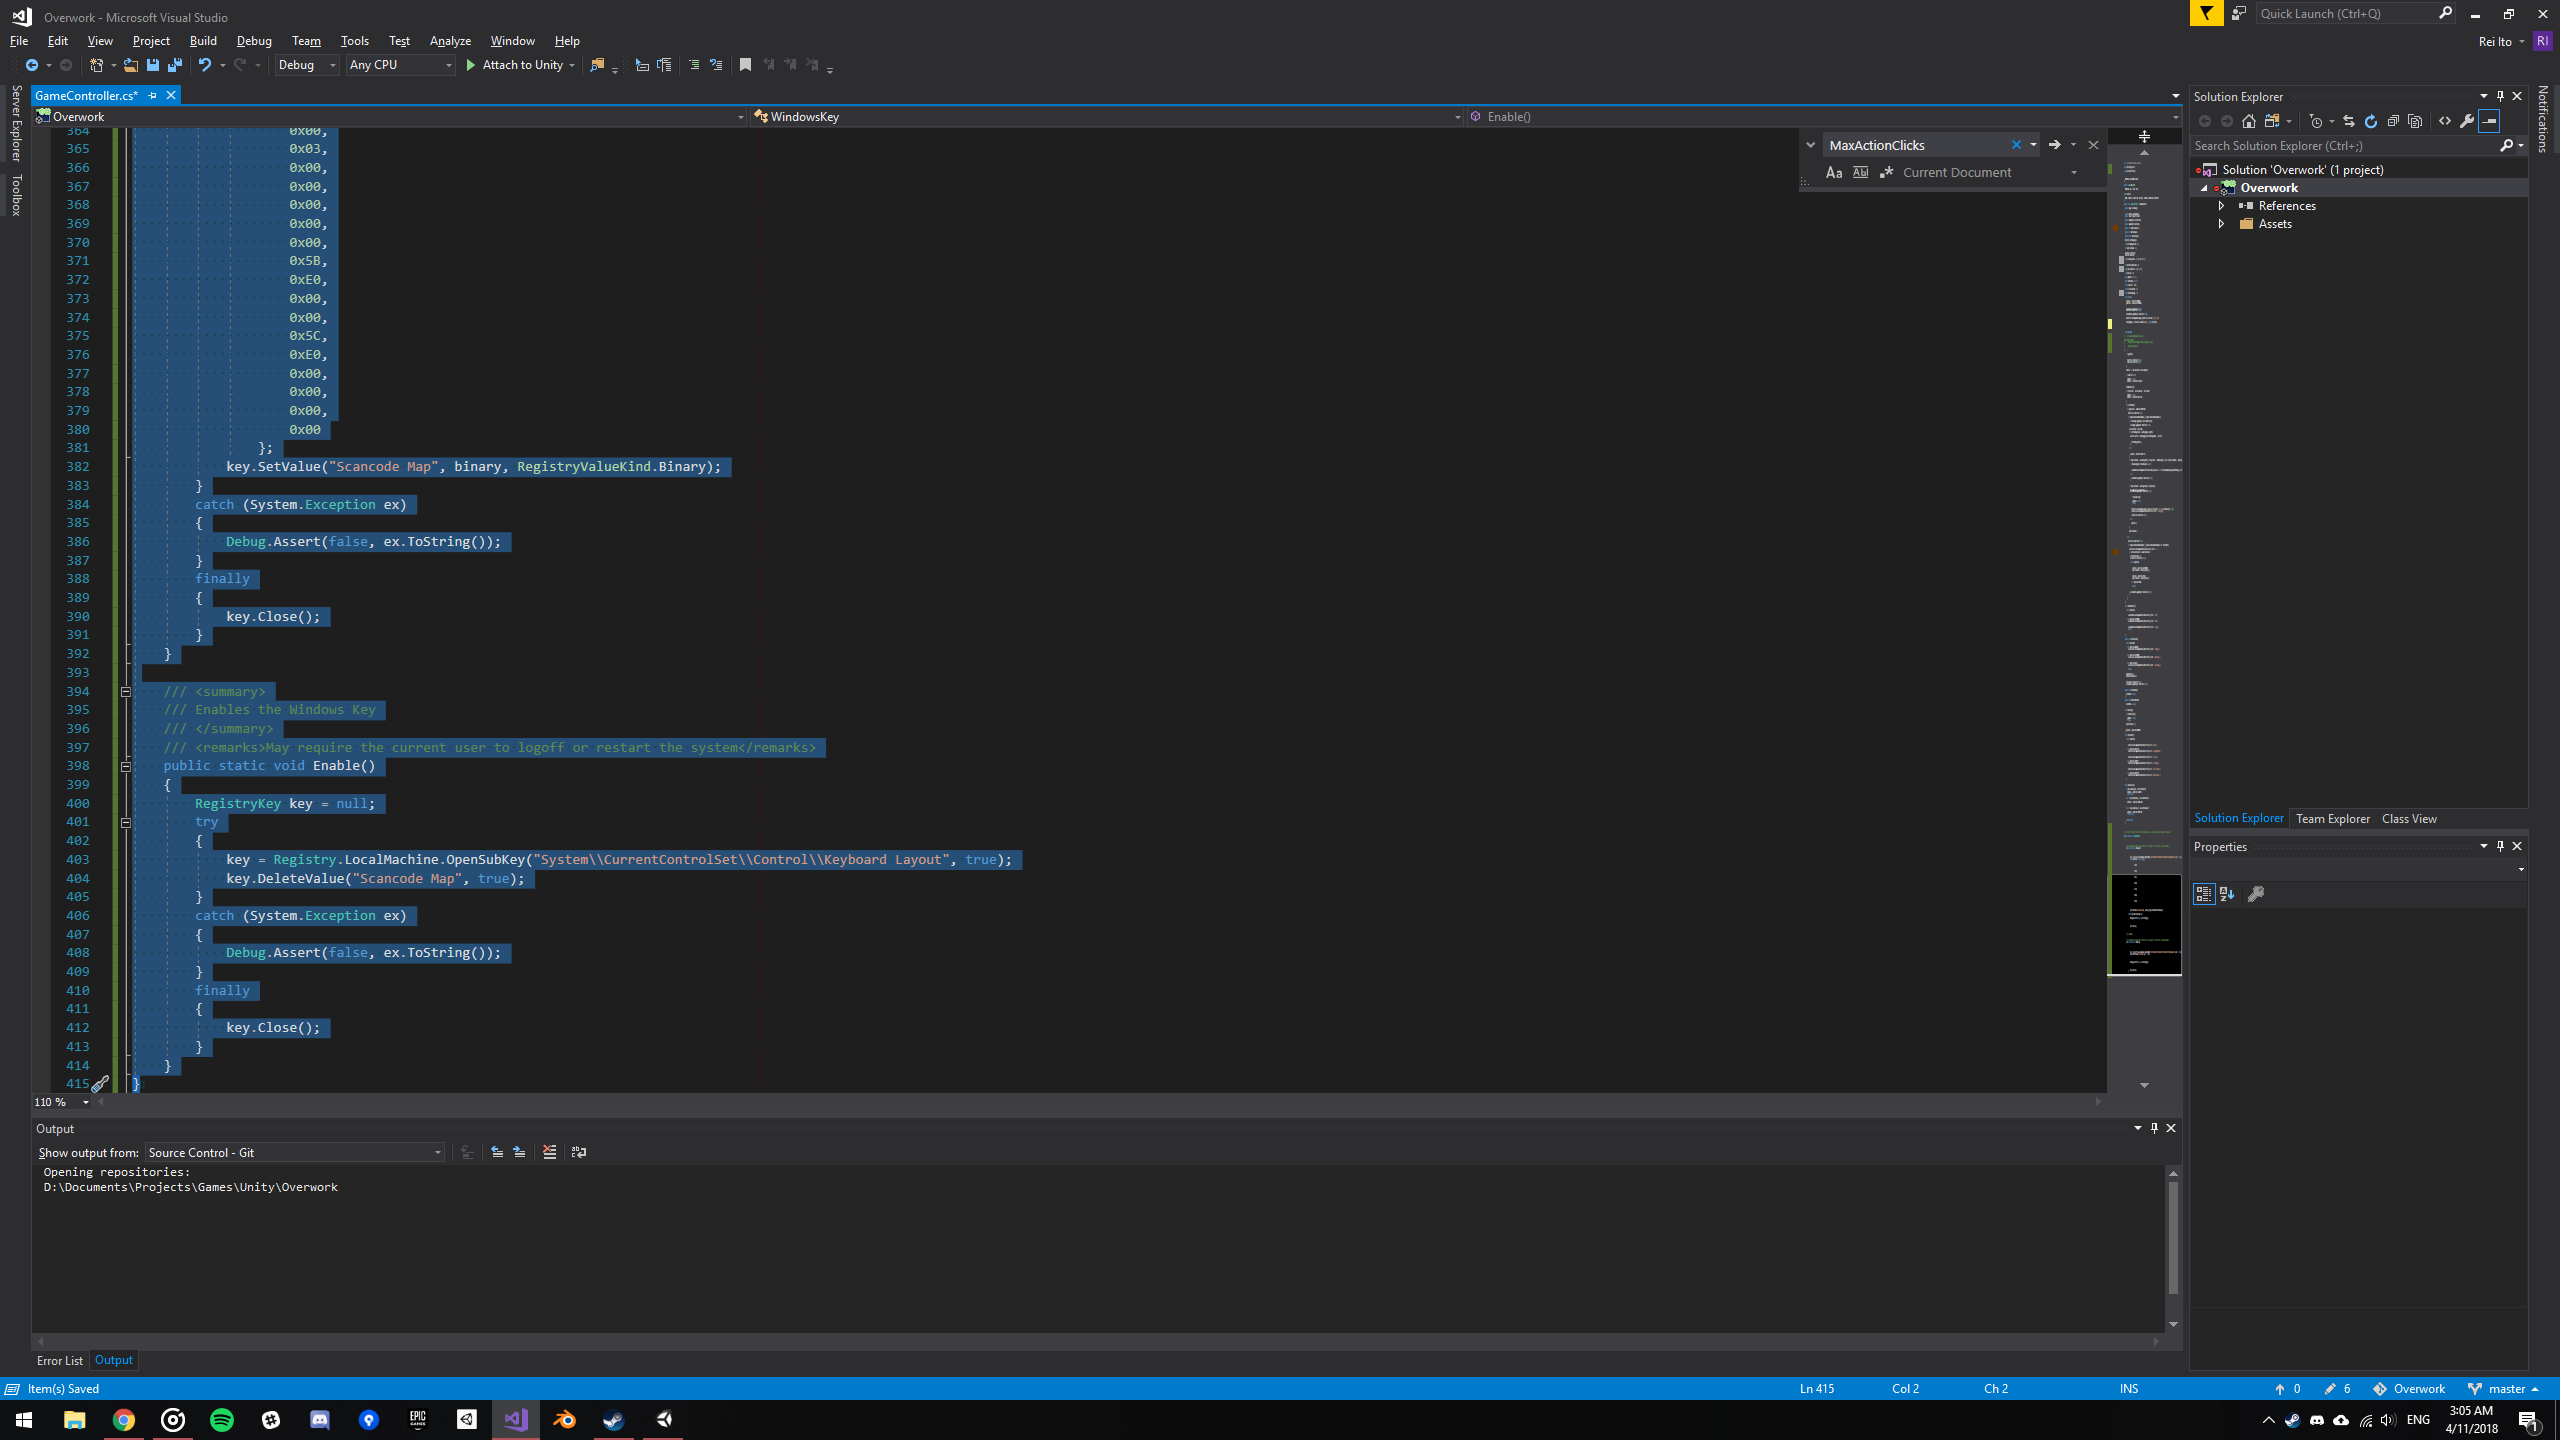 Overwork - Microsoft Visual Studio
Quick Launch (Ctrl+Q)
File Edit View Project Build Debug Team Tools Test Analyze Window Help
Rei Ito RI
Debug Any CPU Attach to Unity
Server Explorer
Toolbox
Notifications
GameController.cs*
Overwork WindowsKey Enable()
MaxActionClicks
Aa Current Document
364 0x00,
365 0x03,
366 0x00,
367 0x00,
368 0x00,
369 0x00,
370 0x00,
371 0x5B,
372 0xE0,
373 0x00,
374 0x00,
375 0x5C,
376 0xE0,
377 0x00,
378 0x00,
379 0x00,
380 0x00
381 };
382 key.SetValue("Scancode Map", binary, RegistryValueKind.Binary);
383 }
384 catch (System.Exception ex)
385 {
386 Debug.Assert(false, ex.ToString());
387 }
388 finally
389 {
390 key.Close();
391 }
392 }
393
394 /// <summary>
395 /// Enables the Windows Key
396 /// </summary>
397 /// <remarks>May require the current user to logoff or restart the system</remarks>
398 public static void Enable()
399 {
400 RegistryKey key = null;
401 try
402 {
403 key = Registry.LocalMachine.OpenSubKey("System\\CurrentControlSet\\Control\\Keyboard Layout", true);
404 key.DeleteValue("Scancode Map", true);
405 }
406 catch (System.Exception ex)
407 {
408 Debug.Assert(false, ex.ToString());
409 }
410 finally
411 {
412 key.Close();
413 }
414 }
415 }
110 %
Solution Explorer
Search Solution Explorer (Ctrl+;)
Solution 'Overwork' (1 project)
Overwork
References
Assets
Solution Explorer Team Explorer Class View
Properties
Output
Show output from: Source Control - Git
Opening repositories:
D:\Documents\Projects\Games\Unity\Overwork
Error List Output
Item(s) Saved Ln 415 Col 2 Ch 2 INS 0 6 Overwork master
EPIC GAMES
ENG
3:05 AM
4/11/2018
1